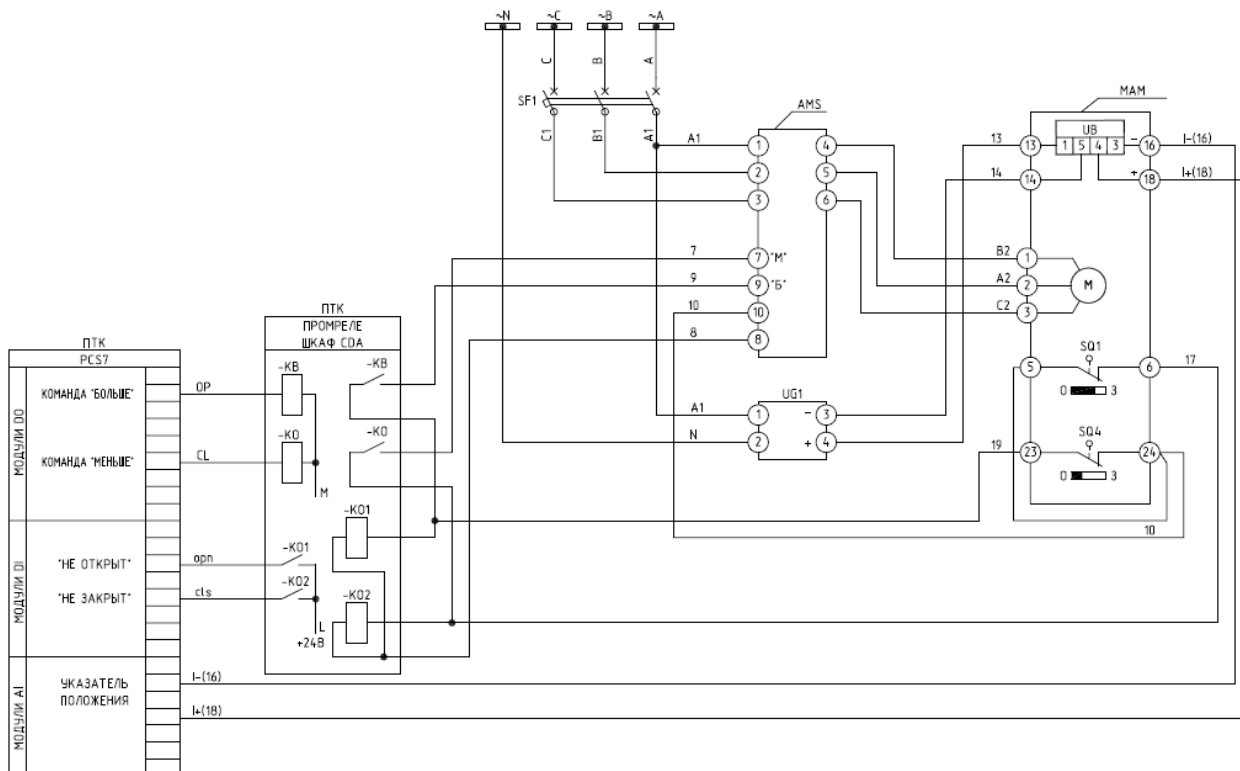 ~N ~C ~B ~A
C B A
SF1
C1 B1 A1
AMS
MAM
A1 1 4
2 5
3 6
7 7 "М"
9 9 "Б"
10 10
8 8
UB
1 5 4 3
13 13 - 16 I-(16)
14 14 + 18 I+(18)
B2 1
A2 2 M
C2 3
SQ1
5 6 17
0 3
SQ4
19 23 24
0 3
10
UG1
A1 1 - 3
N 2 + 4
ПТК
ПРОМРЕЛЕ
ШКАФ CDA
-KB -KB
-KO -KO
M
-KO1
-KO1
-KO2
-KO2
L
+24В
ПТК
PCS7
МОДУЛИ DO
КОМАНДА "БОЛЬШЕ" OP
КОМАНДА "МЕНЬШЕ" CL
МОДУЛИ DI
"НЕ ОТКРЫТ" opn
"НЕ ЗАКРЫТ" cls
МОДУЛИ AI
УКАЗАТЕЛЬ
ПОЛОЖЕНИЯ
I-(16)
I+(18)